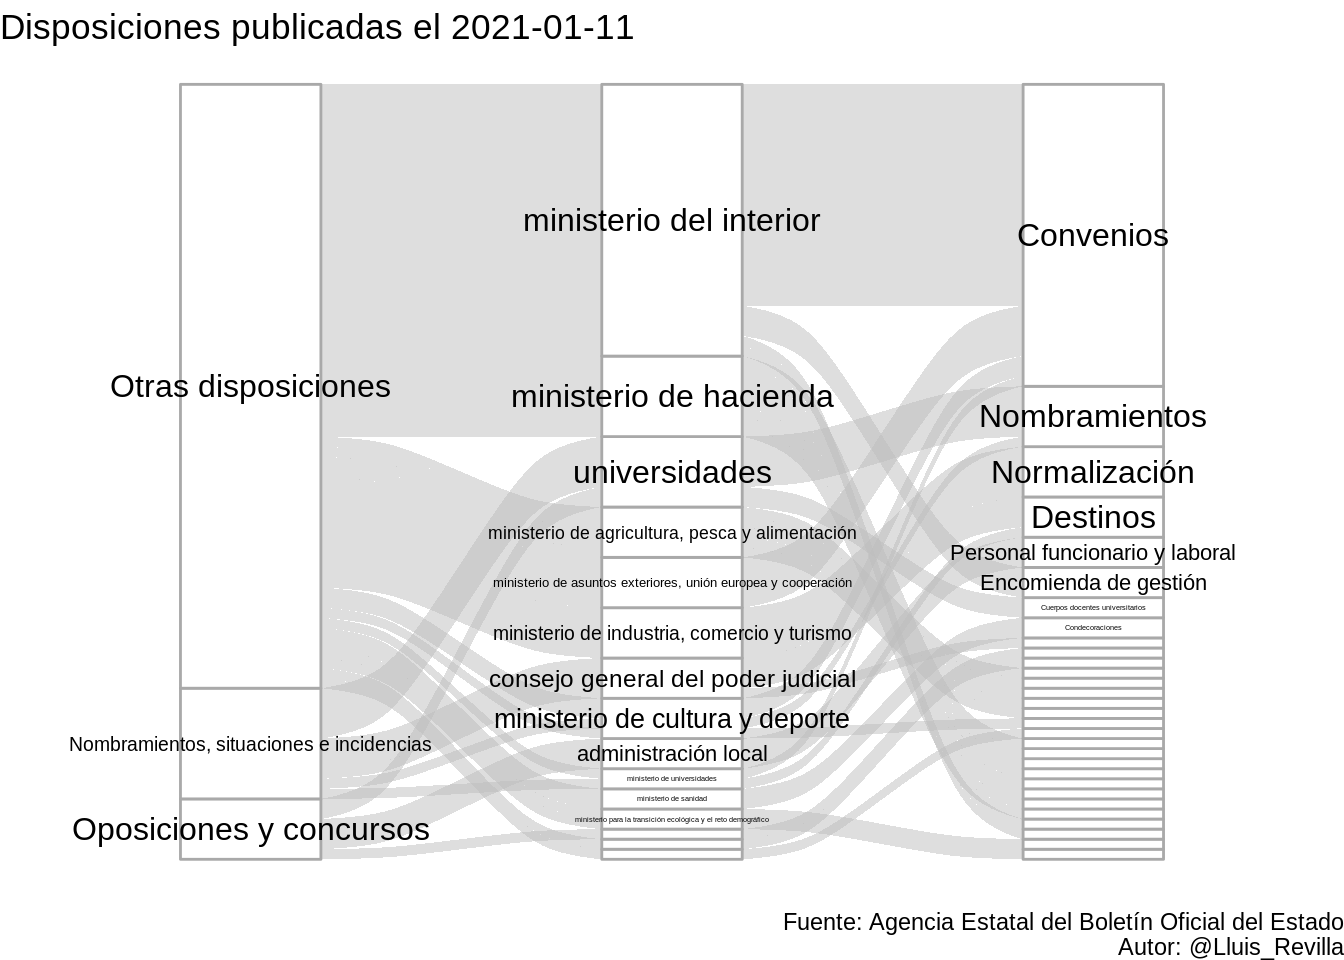 Disposiciones publicadas el 2021-01-11
Otras disposiciones
Nombramientos, situaciones e incidencias
Oposiciones y concursos
ministerio del interior
ministerio de hacienda
universidades
ministerio de agricultura, pesca y alimentación
ministerio de asuntos exteriores, unión europea y cooperación
ministerio de industria, comercio y turismo
consejo general del poder judicial
ministerio de cultura y deporte
administración local
ministerio de universidades
ministerio de sanidad
ministerio para la transición ecológica y el reto demográfico
Convenios
Nombramientos
Normalización
Destinos
Personal funcionario y laboral
Encomienda de gestión
Cuerpos docentes universitarios
Condecoraciones
Fuente: Agencia Estatal del Boletín Oficial del Estado
Autor: @Lluis_Revilla